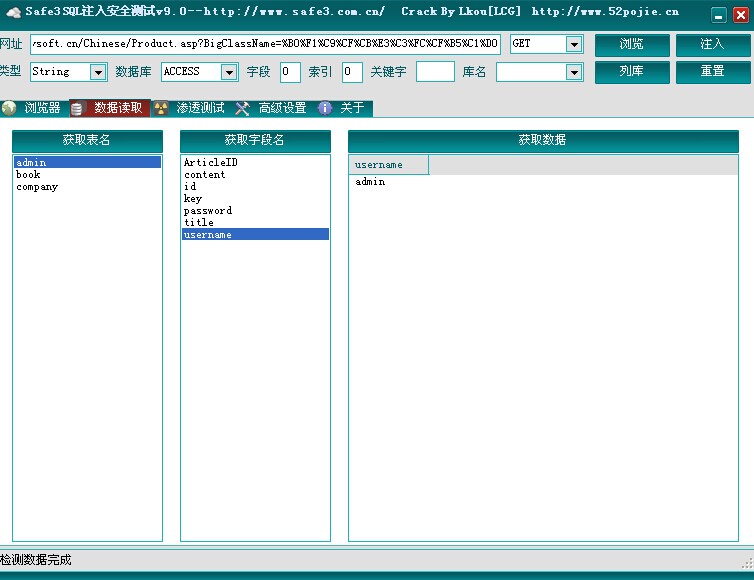 Safe3SQL注入安全测试v9.0--http://www.safe3.com.cn/ Crack By Lkou[LCG] http://www.52pojie.cn
网址 ysoft.cn/Chinese/Product.asp?BigClassName=%B0%F1%C9%CF%CB%E3%C3%FC%CF%B5%C1%D0 GET 浏览 注入
类型 String 数据库 ACCESS 字段 0 索引 0 关键字 库名 列库 重置
浏览器 数据读取 渗透测试 高级设置 关于
获取表名 获取字段名 获取数据
admin ArticleID username
book content admin
company id
key
password
title
username
检测数据完成